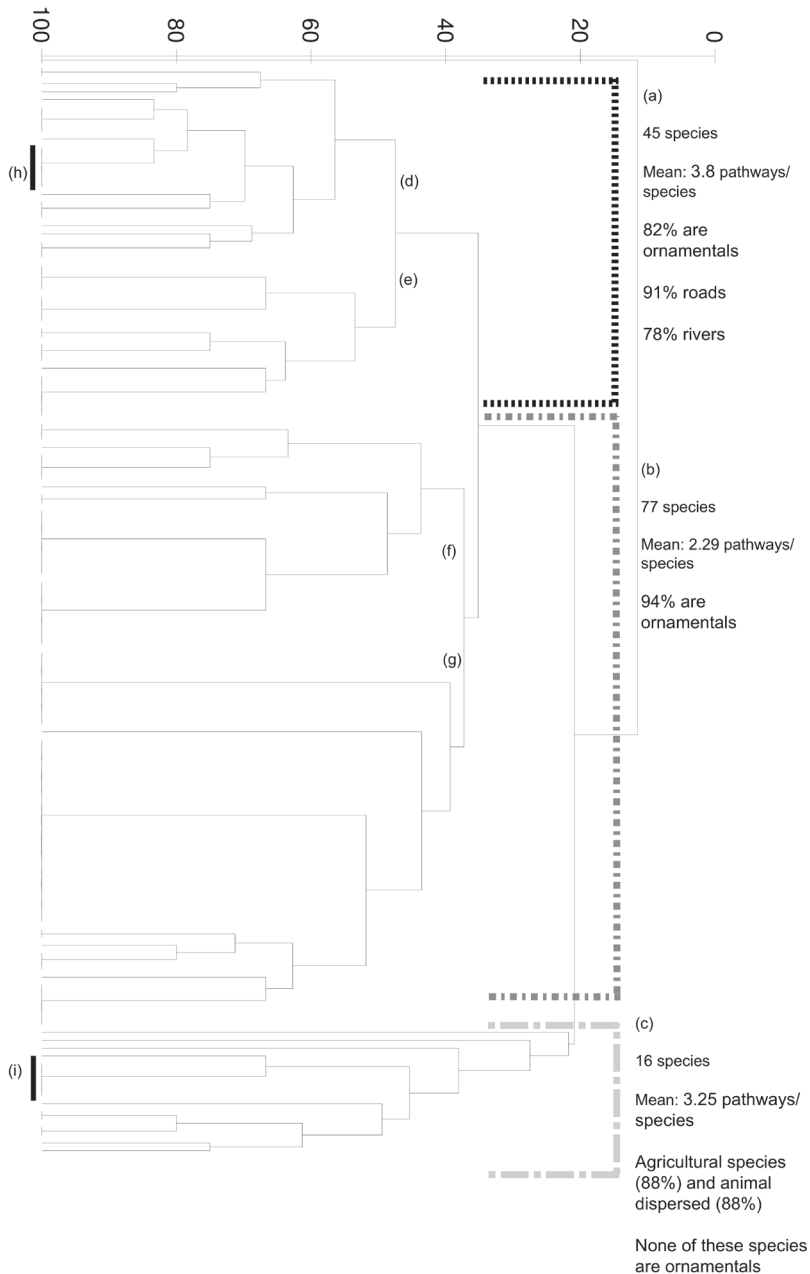 100
80
60
40
20
0
(a)
45 species
Mean: 3.8 pathways/
species
82% are
ornamentals
91% roads
78% rivers
(h)
(d)
(e)
(b)
77 species
Mean: 2.29 pathways/
species
94% are
ornamentals
(f)
(g)
(c)
16 species
Mean: 3.25 pathways/
species
Agricultural species
(88%) and animal
dispersed (88%)
None of these species
are ornamentals
(i)